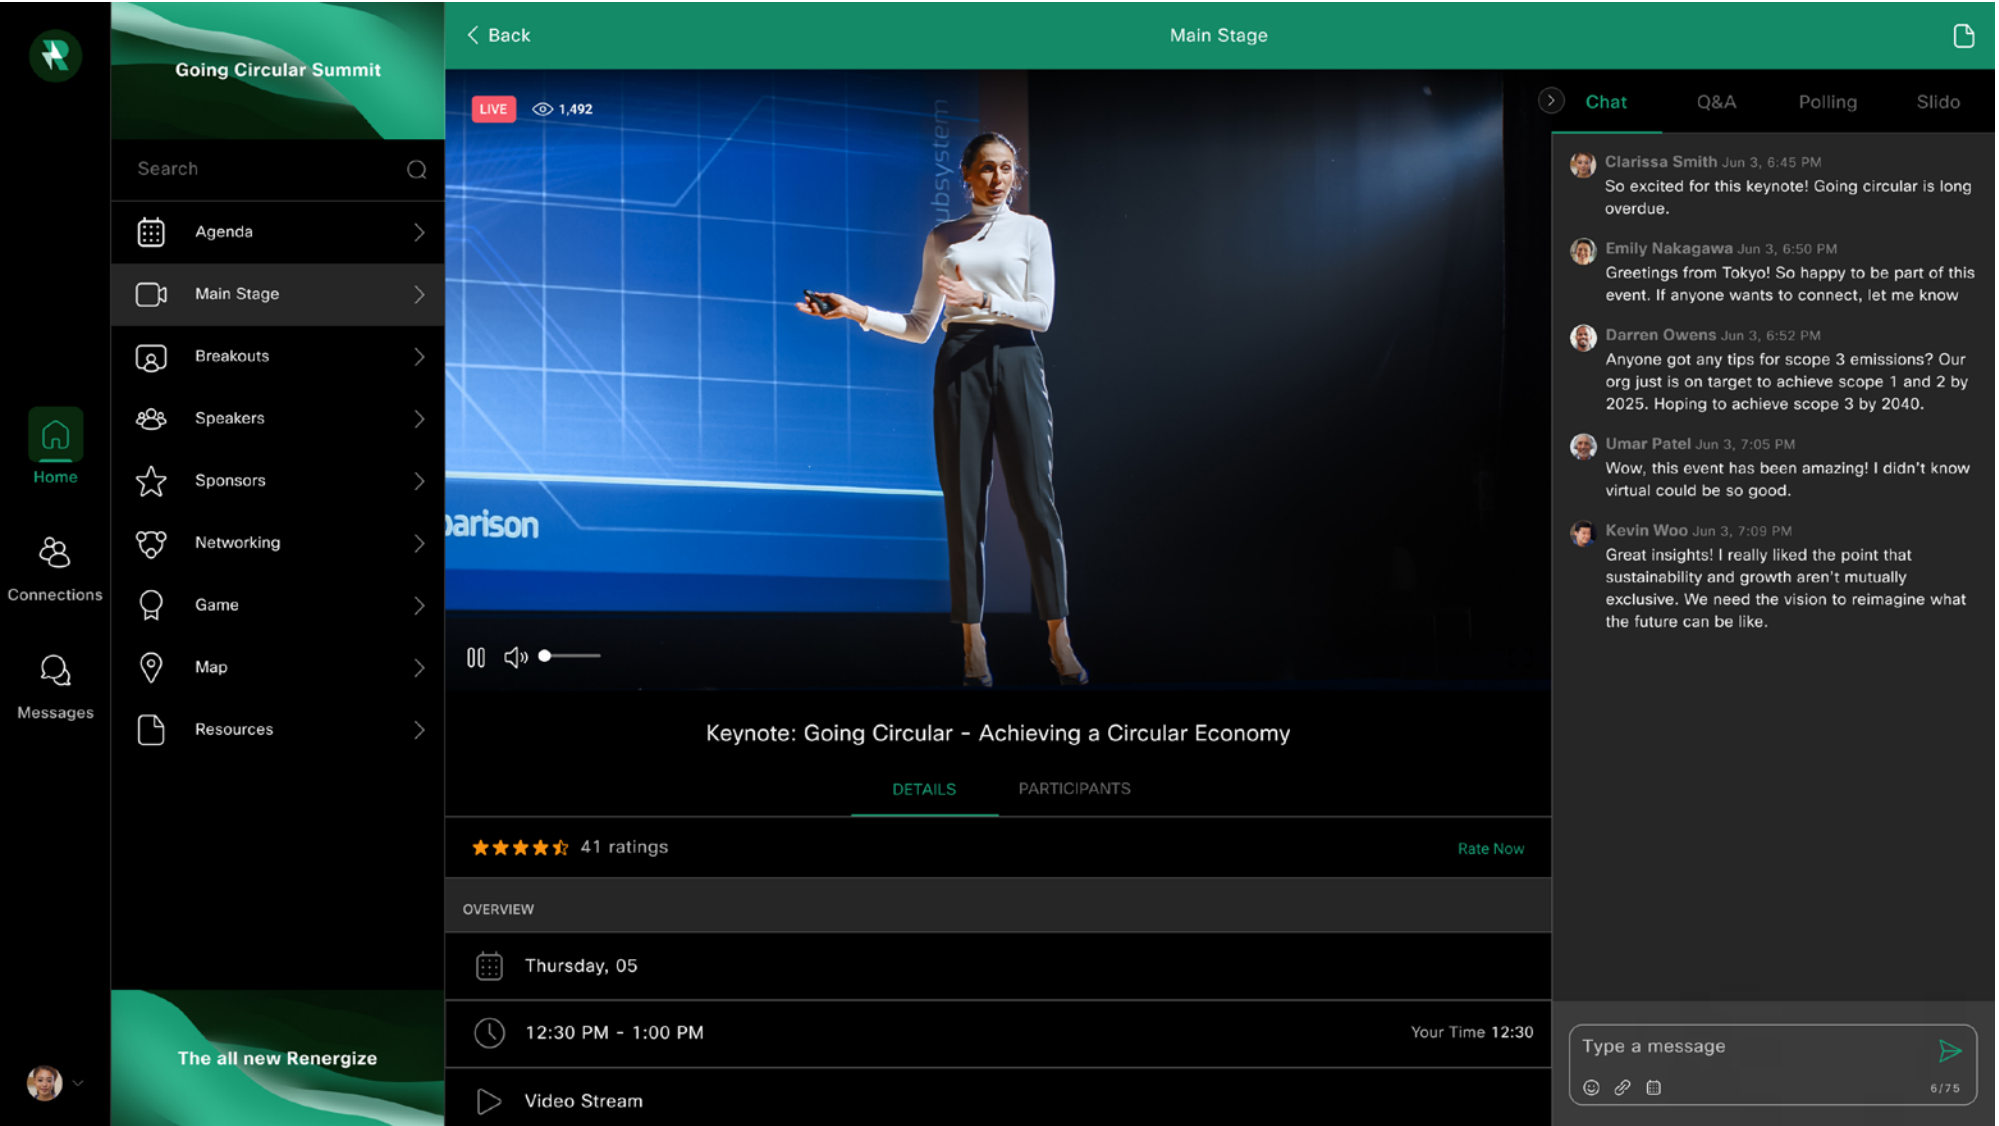 Going Circular Summit
Search
Agenda
Main Stage
Breakouts
Speakers
Sponsors
Networking
Game
Map
Resources
The all new Renergize
Home
Connections
Messages
Back
Main Stage
LIVE
1,492
ubsystem
parison
Keynote: Going Circular - Achieving a Circular Economy
DETAILS
PARTICIPANTS
41 ratings
Rate Now
OVERVIEW
Thursday, 05
12:30 PM - 1:00 PM
Your Time 12:30
Video Stream
Chat
Q&A
Polling
Slido
Clarissa Smith Jun 3, 6:45 PM
So excited for this keynote! Going circular is long
overdue.
Emily Nakagawa Jun 3, 6:50 PM
Greetings from Tokyo! So happy to be part of this
event. If anyone wants to connect, let me know
Darren Owens Jun 3, 6:52 PM
Anyone got any tips for scope 3 emissions? Our
org just is on target to achieve scope 1 and 2 by
2025. Hoping to achieve scope 3 by 2040.
Umar Patel Jun 3, 7:05 PM
Wow, this event has been amazing! I didn't know
virtual could be so good.
Kevin Woo Jun 3, 7:09 PM
Great insights! I really liked the point that
sustainability and growth aren't mutually
exclusive. We need the vision to reimagine what
the future can be like.
Type a message
6/75